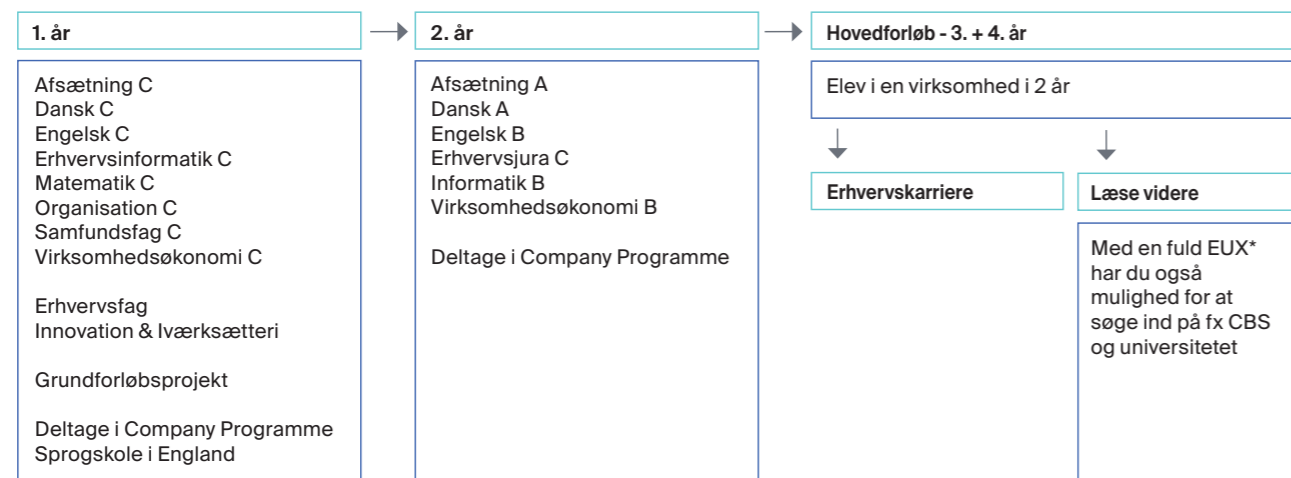 1. år
Afsætning C
Dansk C
Engelsk C
Erhvervsinformatik C
Matematik C
Organisation C
Samfundsfag C
Virksomhedsøkonomi C
Erhvervsfag
Innovation & Iværksætteri
Grundforløbsprojekt
Deltage i Company Programme
Sprogskole i England
2. år
Afsætning A
Dansk A
Engelsk B
Erhvervsjura C
Informatik B
Virksomhedsøkonomi B
Deltage i Company Programme
Hovedforløb - 3. + 4. år
Elev i en virksomhed i 2 år
Erhvervskarriere
Læse videre
Med en fuld EUX*
har du også
mulighed for at
søge ind på fx CBS
og universitetet